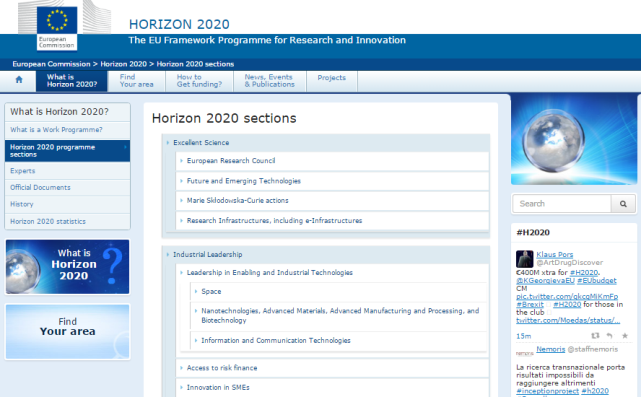 European
Commission
HORIZON 2020
The EU Framework Programme for Research and Innovation
European Commission > Horizon 2020 > Horizon 2020 sections
What is
Horizon 2020?
Find
Your area
How to
Get funding?
News, Events
& Publications
Projects
What is Horizon 2020?
What is a Work Programme?
Horizon 2020 programme
sections
Experts
Official Documents
History
Horizon 2020 statistics
What is
Horizon
2020
?
Find
Your area
Horizon 2020 sections
Excellent Science
European Research Council
Future and Emerging Technologies
Marie Skłodowska-Curie actions
Research Infrastructures, including e-Infrastructures
Industrial Leadership
Leadership in Enabling and Industrial Technologies
Space
Nanotechnologies, Advanced Materials, Advanced Manufacturing and Processing, and
Biotechnology
Information and Communication Technologies
Access to risk finance
Innovation in SMEs
Search
#H2020
Klaus Pors
@ArtDrugDiscover
€400M xtra for #H2020.
@KGeorgievaEU #EUbudget
CM
pic.twitter.com/qkcqMiKmFp
#Brexit #H2020 for those in
the club
twitter.com/Moedas/status/...
15m
Nemoris @staffnemoris
La ricerca transnazionale porta
risultati impossibili da
raggiungere altrimenti
#inceptionproject #h2020